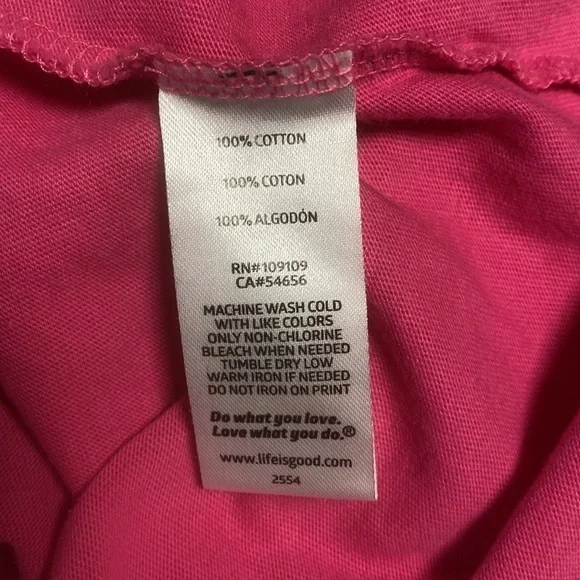 100% COTTON
100% COTON
100% ALGODÓN
RN#109109
CA#54656
MACHINE WASH COLD
WITH LIKE COLORS
ONLY NON-CHLORINE
BLEACH WHEN NEEDED
TUMBLE DRY LOW
WARM IRON IF NEEDED
DO NOT IRON ON PRINT
Do what you love.
Love what you do.®
www.lifeisgood.com
2554